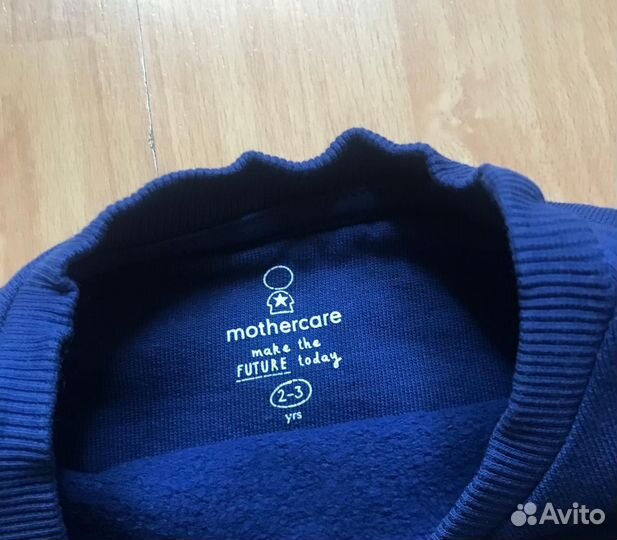 mothercare
make the
FUTURE today
2-3
yrs
Avito